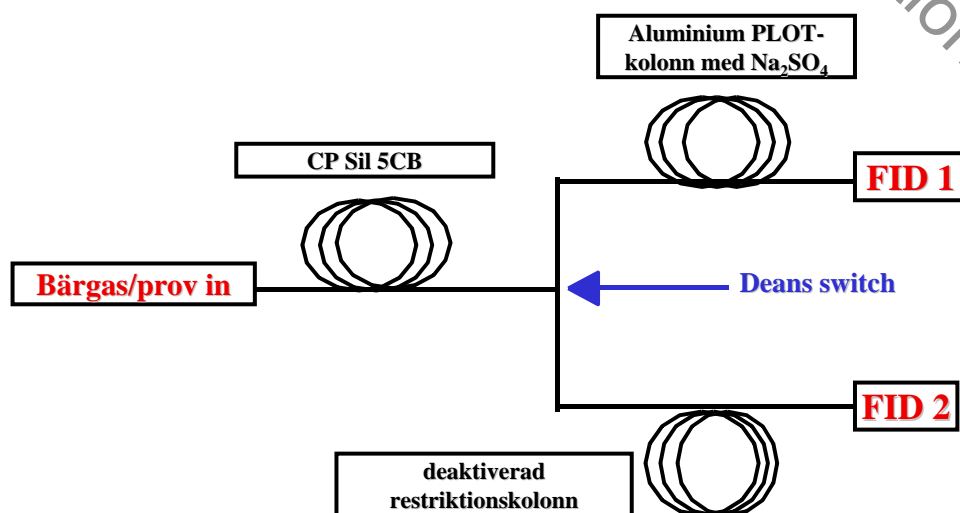 Aluminium PLOT-
kolonn med Na₂SO₄
CP Sil 5CB
FID 1
Bärgas/prov in
Deans switch
FID 2
deaktiverad
restriktionskolonn